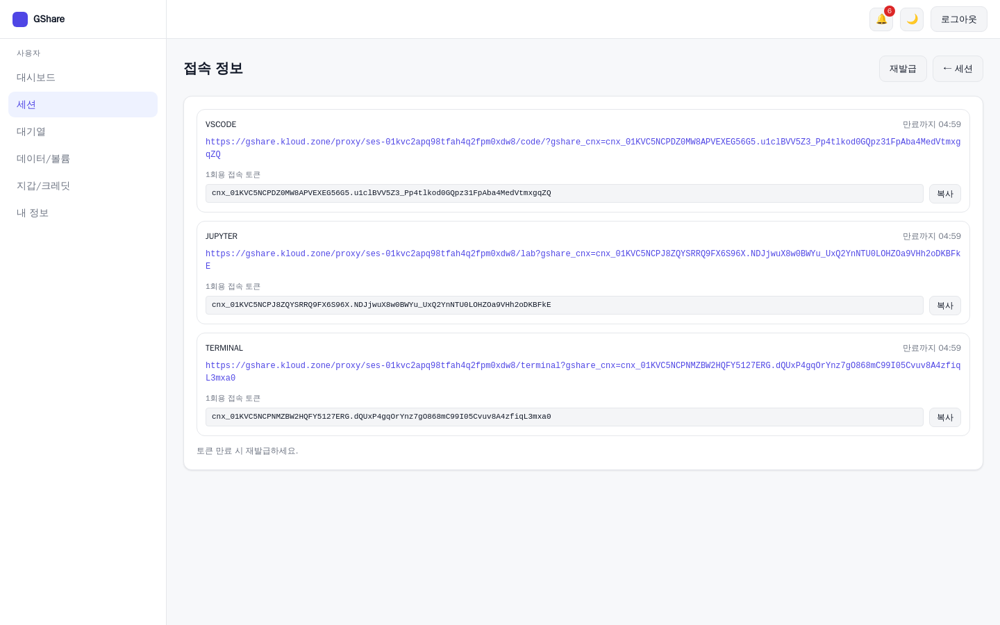 GShare
6
로그아웃
사용자
대시보드
세션
대기열
데이터/볼륨
지갑/크레딧
내 정보
접속 정보
재발급
← 세션
VSCODE
만료까지 04:59
https://gshare.kloud.zone/proxy/ses-01kvc2apq98tfah4q2fpm0xdw8/code/?gshare_cnx=cnx_01KVC5NCPDZ0MW8APVEXEG56G5.u1clBVV5Z3_Pp4tlkod0GQpz31FpAba4MedVtmxg
qZQ
1회용 접속 토큰
cnx_01KVC5NCPDZ0MW8APVEXEG56G5.u1clBVV5Z3_Pp4tlkod0GQpz31FpAba4MedVtmxgqZQ
복사
JUPYTER
만료까지 04:59
https://gshare.kloud.zone/proxy/ses-01kvc2apq98tfah4q2fpm0xdw8/lab?gshare_cnx=cnx_01KVC5NCPJ8ZQYSRRQ9FX6S96X.NDJjwuX8w0BWYu_UxQ2YnNTU0LOHZOa9VHh2oDKBFk
E
1회용 접속 토큰
cnx_01KVC5NCPJ8ZQYSRRQ9FX6S96X.NDJjwuX8w0BWYu_UxQ2YnNTU0LOHZOa9VHh2oDKBFkE
복사
TERMINAL
만료까지 04:59
https://gshare.kloud.zone/proxy/ses-01kvc2apq98tfah4q2fpm0xdw8/terminal?gshare_cnx=cnx_01KVC5NCPNMZBW2HQFY5127ERG.dQUxP4gqOrYnz7gO868mC99I05Cvuv8A4zfiq
L3mxa0
1회용 접속 토큰
cnx_01KVC5NCPNMZBW2HQFY5127ERG.dQUxP4gqOrYnz7gO868mC99I05Cvuv8A4zfiqL3mxa0
복사
토큰 만료 시 재발급하세요.